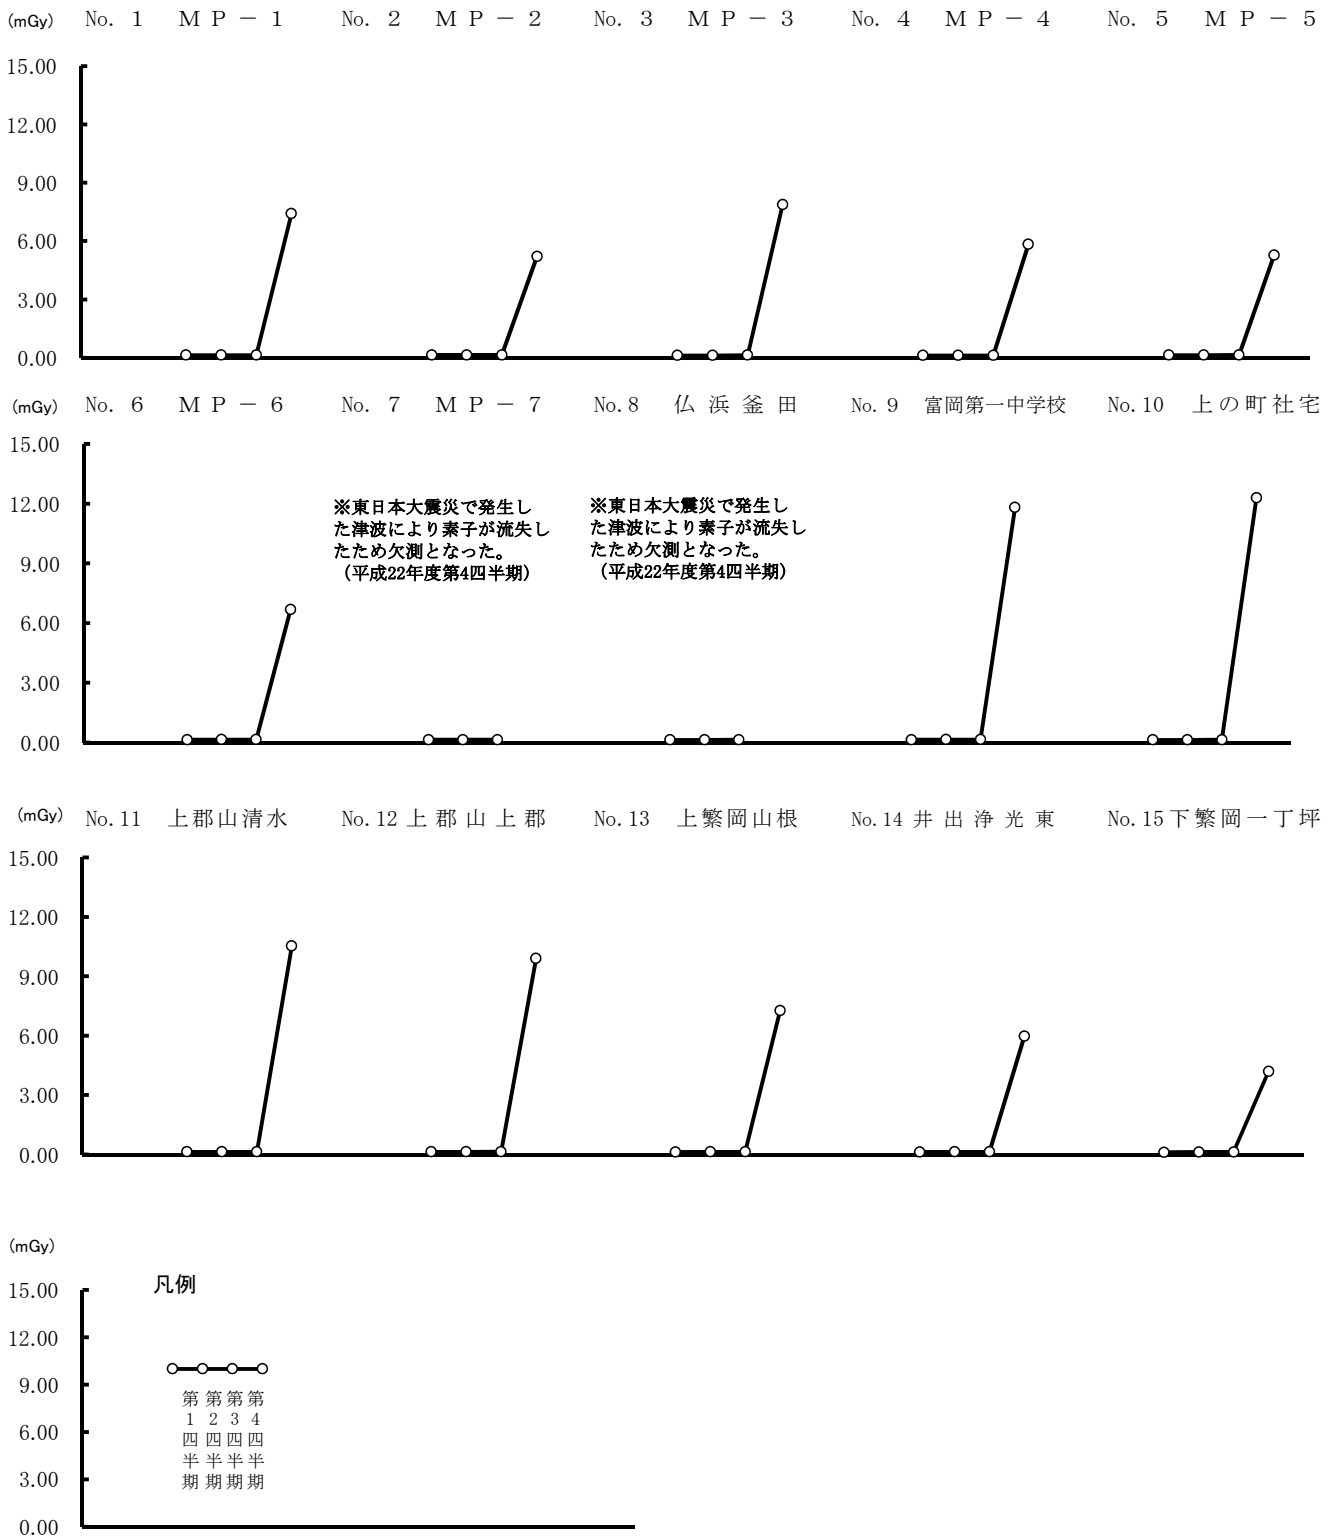 (mGy) No. 1 ＭＰ－１ No. 2 ＭＰ－２ No. 3 ＭＰ－３ No. 4 ＭＰ－４ No. 5 ＭＰ－５
15.00
12.00
9.00
6.00
3.00
0.00
(mGy) No. 6 ＭＰ－６ No. 7 ＭＰ－７ No.8 仏浜釜田 No. 9 富岡第一中学校 No.10 上の町社宅
15.00
12.00
9.00
6.00
3.00
0.00
※東日本大震災で発生し
た津波により素子が流失し
たため欠測となった。
（平成22年度第4四半期）
※東日本大震災で発生し
た津波により素子が流失し
たため欠測となった。
（平成22年度第4四半期）
(mGy) No.11 上郡山清水 No.12 上郡山上郡 No.13 上繁岡山根 No.14 井出浄光東 No.15 下繁岡一丁坪
15.00
12.00
9.00
6.00
3.00
0.00
(mGy)
15.00
12.00
9.00
6.00
3.00
0.00
凡例
第1四半期
第2四半期
第3四半期
第4四半期